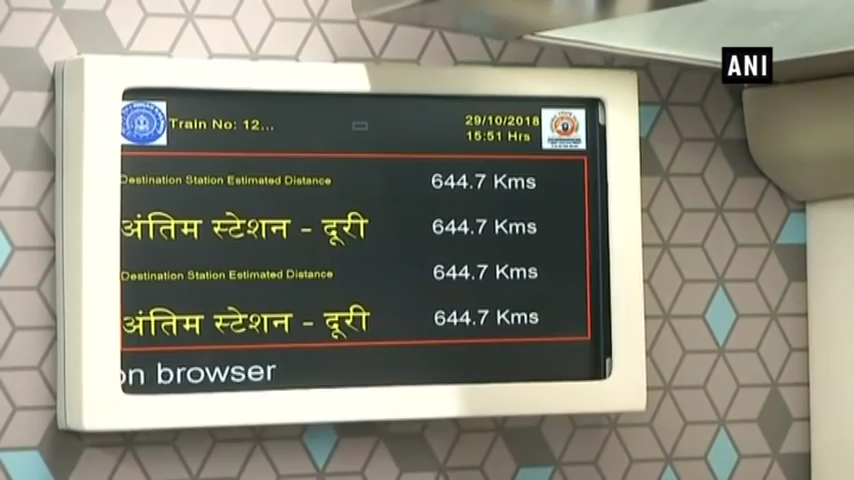 ANI
Train No: 12...
29/10/2018
15:51 Hrs
Destination Station Estimated Distance 644.7 Kms
अंतिम स्टेशन - दूरी 644.7 Kms
Destination Station Estimated Distance 644.7 Kms
अंतिम स्टेशन - दूरी 644.7 Kms
on browser